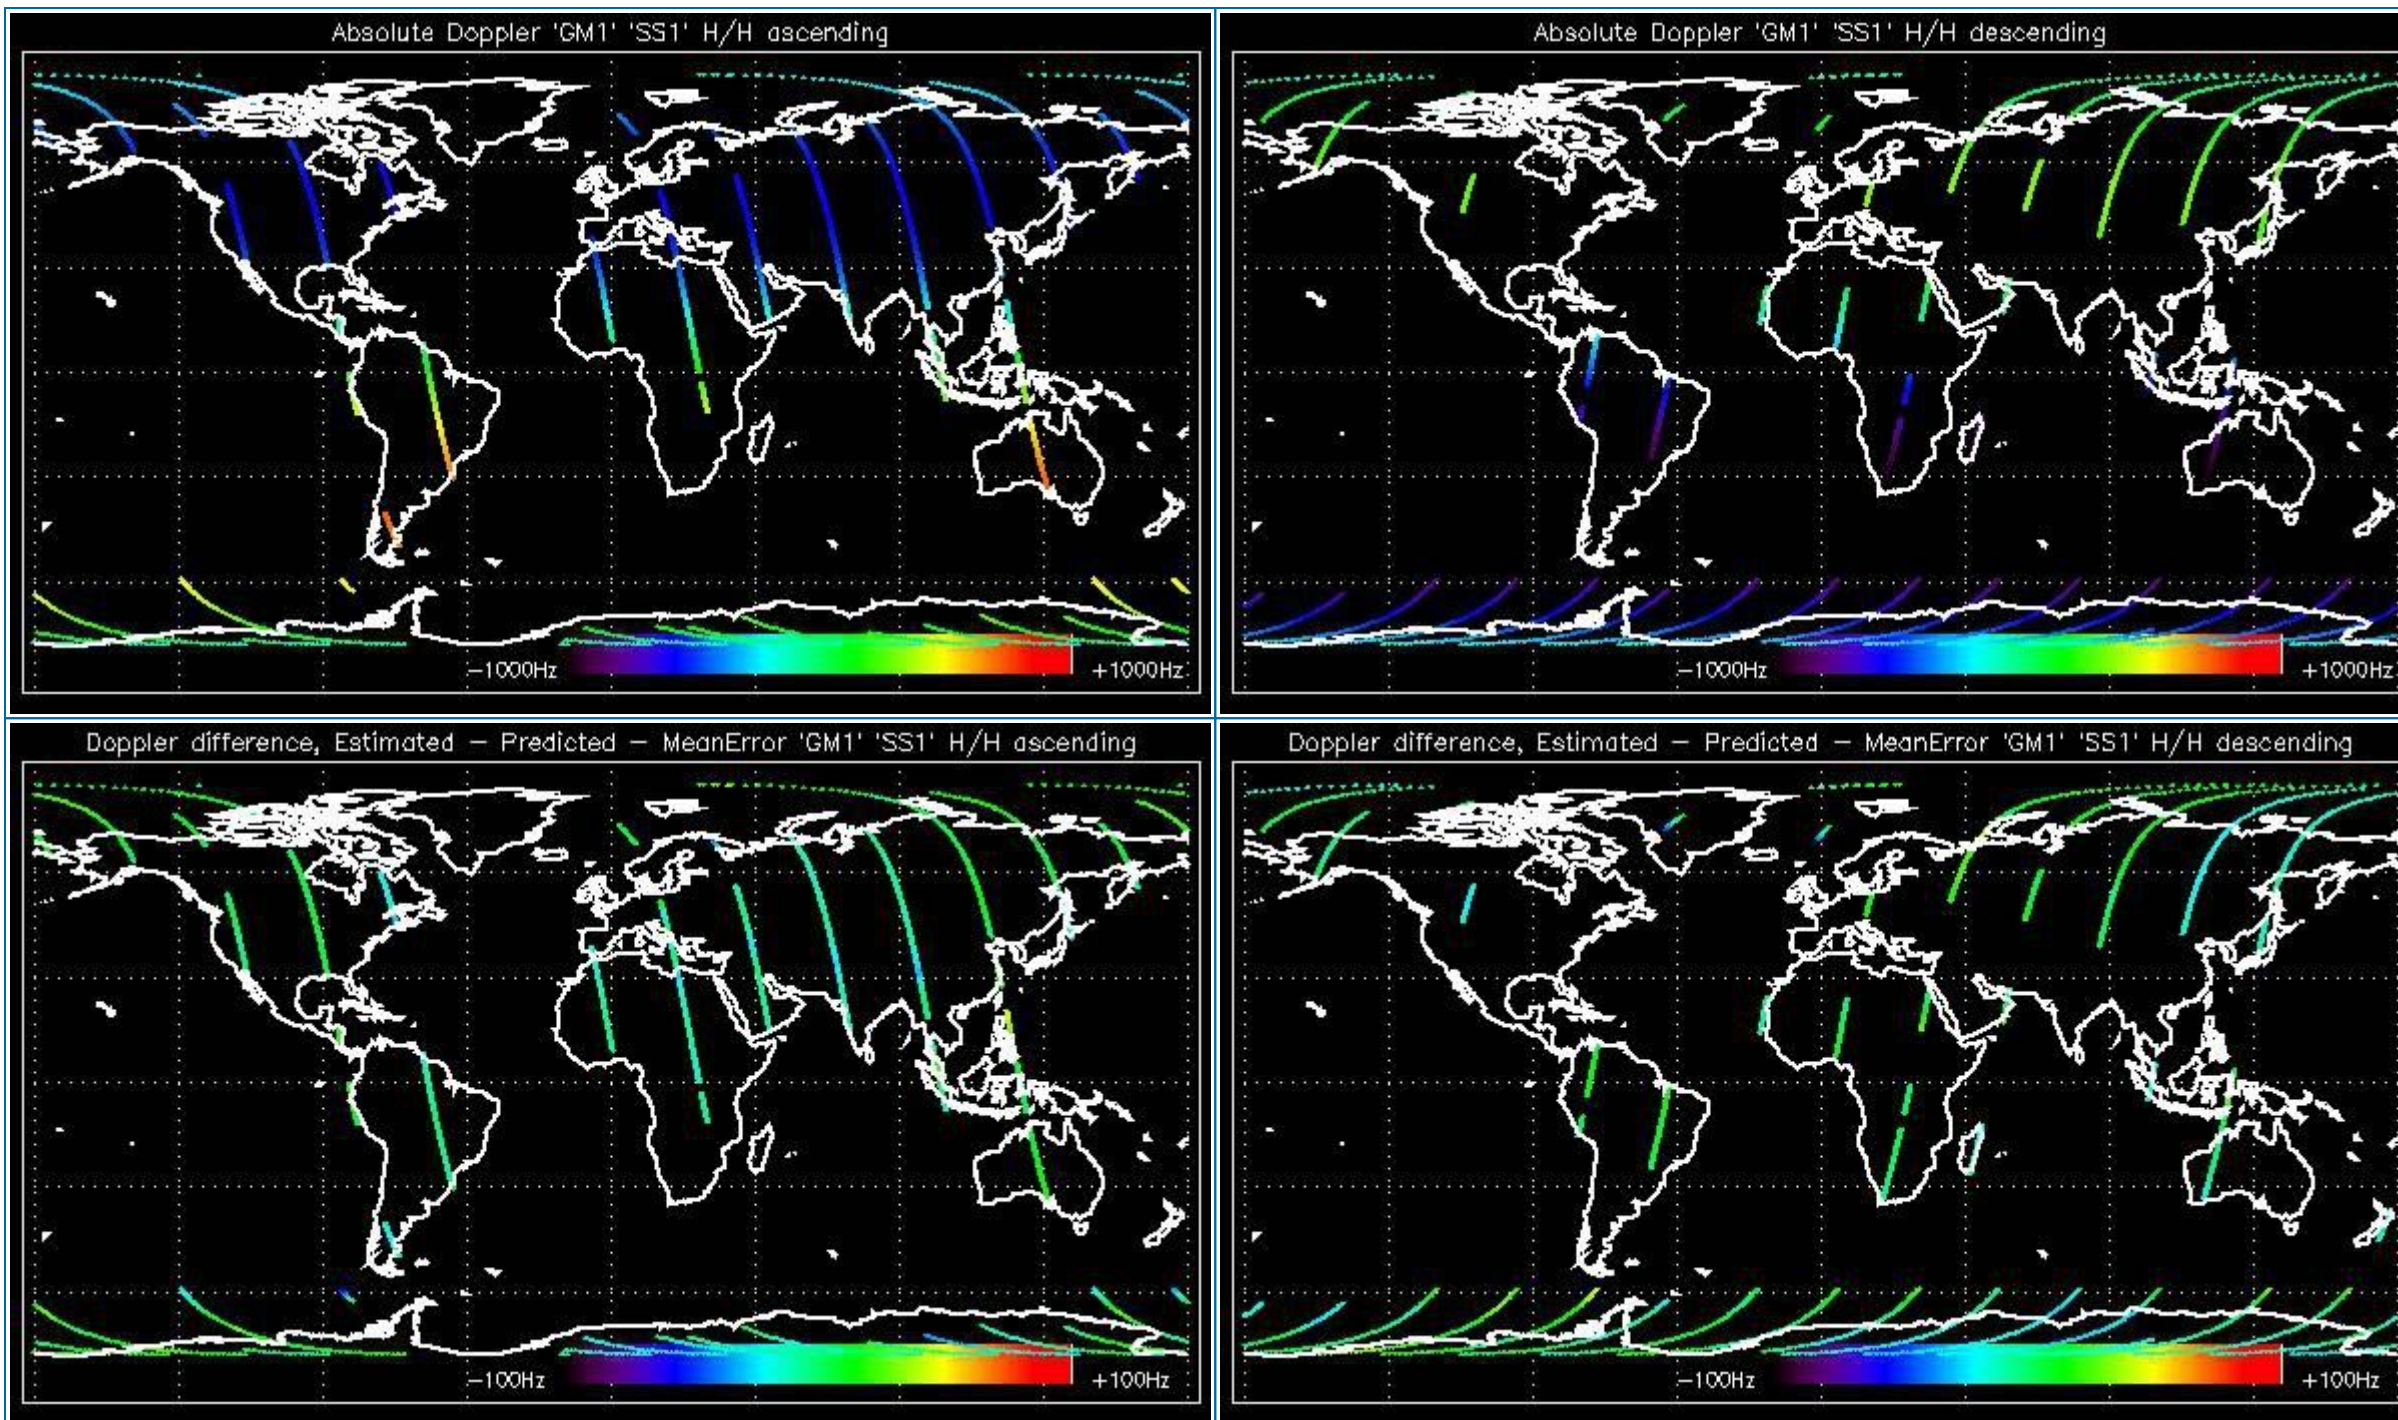 Absolute Doppler 'GM1' 'SS1' H/H ascending
-1000Hz +1000Hz
Absolute Doppler 'GM1' 'SS1' H/H descending
-1000Hz +1000Hz
Doppler difference, Estimated - Predicted - MeanError 'GM1' 'SS1' H/H ascending
-100Hz +100Hz
Doppler difference, Estimated - Predicted - MeanError 'GM1' 'SS1' H/H descending
-100Hz +100Hz